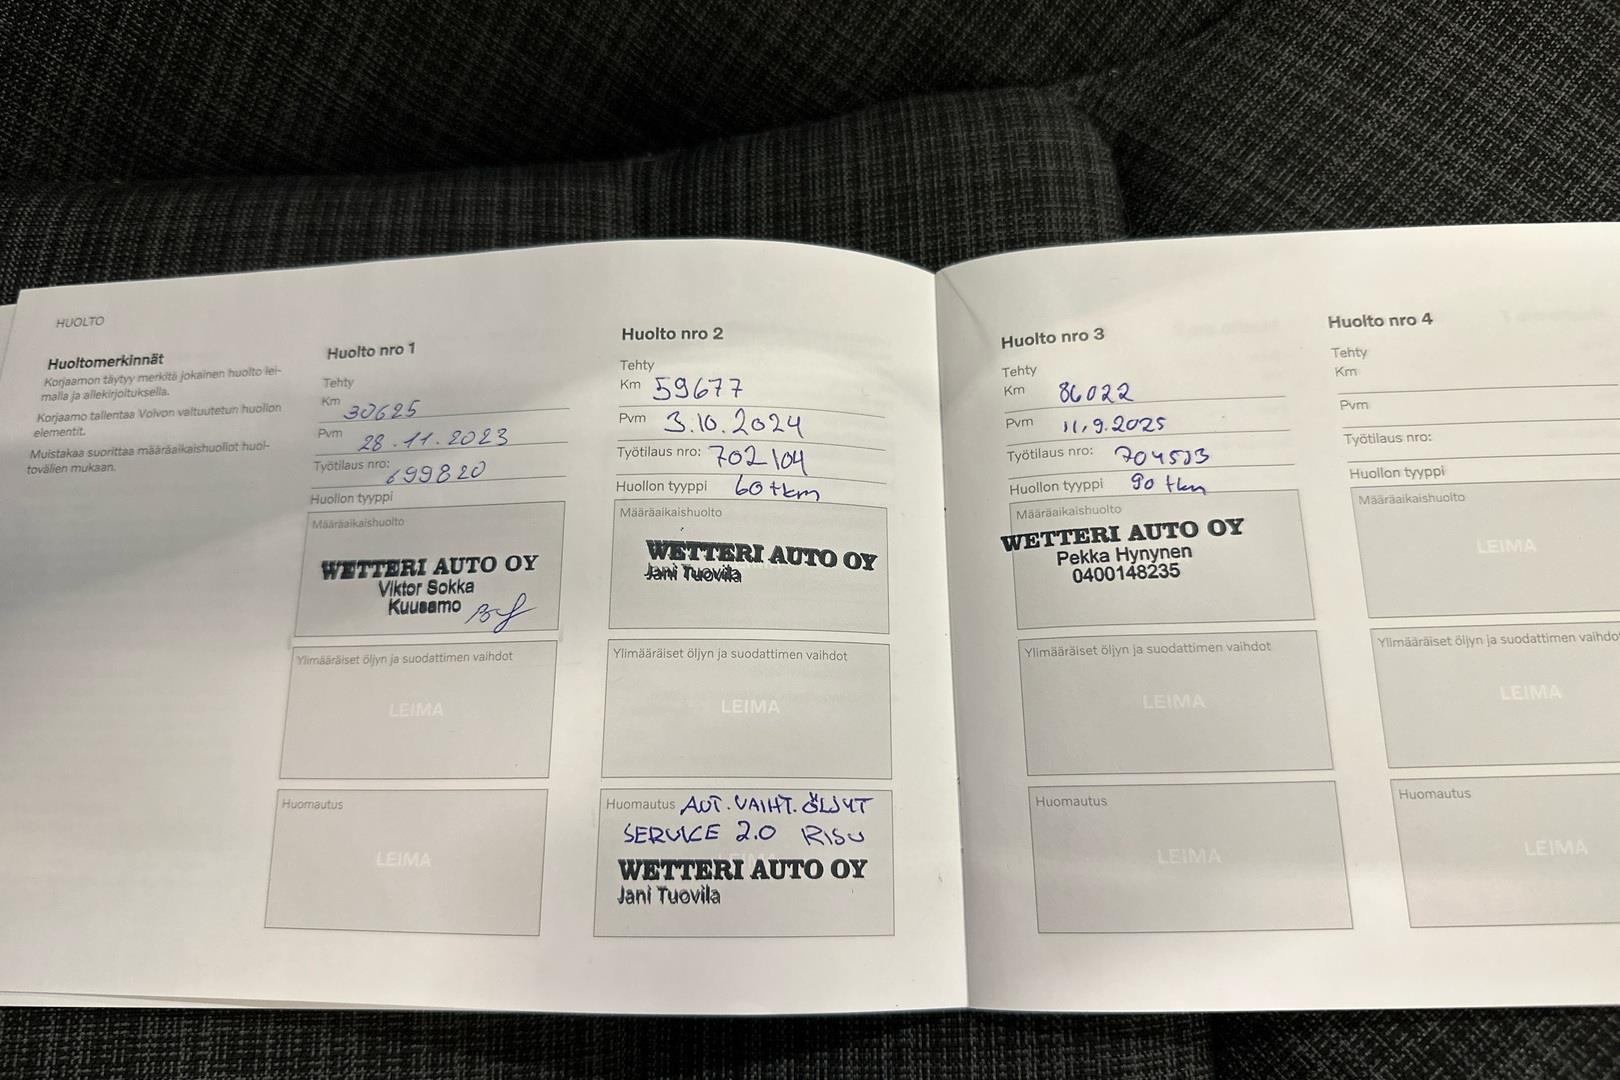 HUOLTO
Huoltomerkinnät
Korjaamon täytyy merkitä jokainen huolto lei-
malla ja allekirjoituksella.
Korjaamo tallentaa Volvon valtuutetun huollon
elementit.
Muistakaa suorittaa määräaikaishuollot huol-
tovälien mukaan.
Huolto nro 1
Tehty
Km 30625
Pvm 28.11.2023
Työtilaus nro: 699820
Huollon tyyppi
Määräaikaishuolto
WETTERI AUTO OY
Viktor Sokka
Kuusamo
Ylimääräiset öljyn ja suodattimen vaihdot
LEIMA
Huomautus
LEIMA
Huolto nro 2
Tehty
Km 59677
Pvm 3.10.2024
Työtilaus nro: 702104
Huollon tyyppi 60 tkm
Määräaikaishuolto
WETTERI AUTO OY
Jani Tuovila
Ylimääräiset öljyn ja suodattimen vaihdot
LEIMA
Huomautus AUT.VAIHT.ÖLJYT
SERVICE 2.0 RISU
WETTERI AUTO OY
Jani Tuovila
Huolto nro 3
Tehty
Km 86022
Pvm 11.9.2025
Työtilaus nro:
Huollon tyyppi 90 tkm
Määräaikaishuolto
WETTERI AUTO OY
Pekka Hynynen
0400148235
Ylimääräiset öljyn ja suodattimen vaihdot
LEIMA
Huomautus
LEIMA
Huolto nro 4
Tehty
Km
Pvm
Työtilaus nro:
Huollon tyyppi
Määräaikaishuolto
LEIMA
Ylimääräiset öljyn ja suodattimen vaihdo
LEIMA
Huomautus
LEIMA